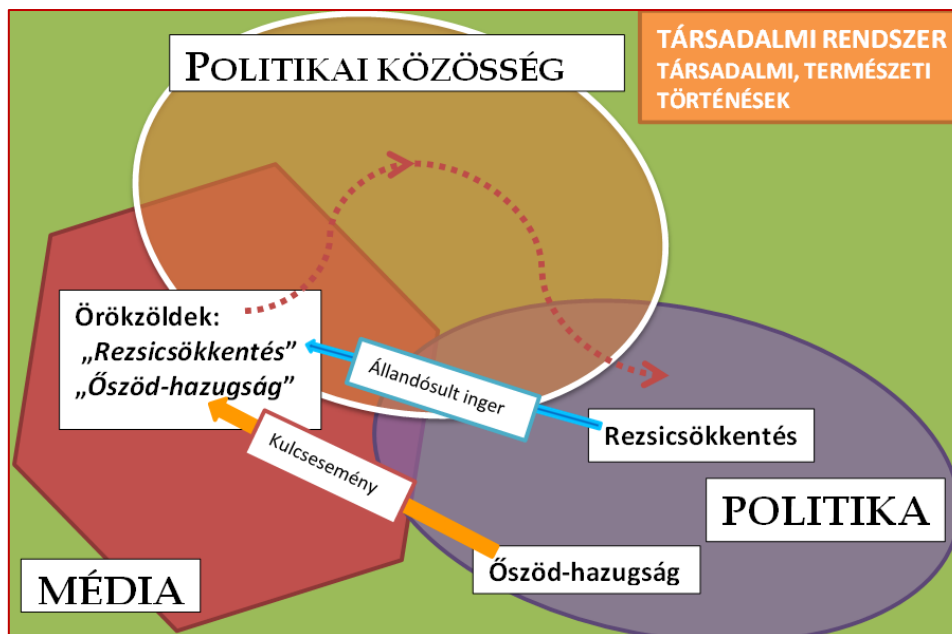 POLITIKAI KÖZÖSSÉG
TÁRSADALMI RENDSZER
TÁRSADALMI, TERMÉSZETI
TÖRTÉNÉSEK
Örökzöldek:
„Rezsicsökkentés”
„Őszöd-hazugság”
Állandósult inger
Kulcsesemény
Rezsicsökkentés
POLITIKA
Őszöd-hazugság
MÉDIA